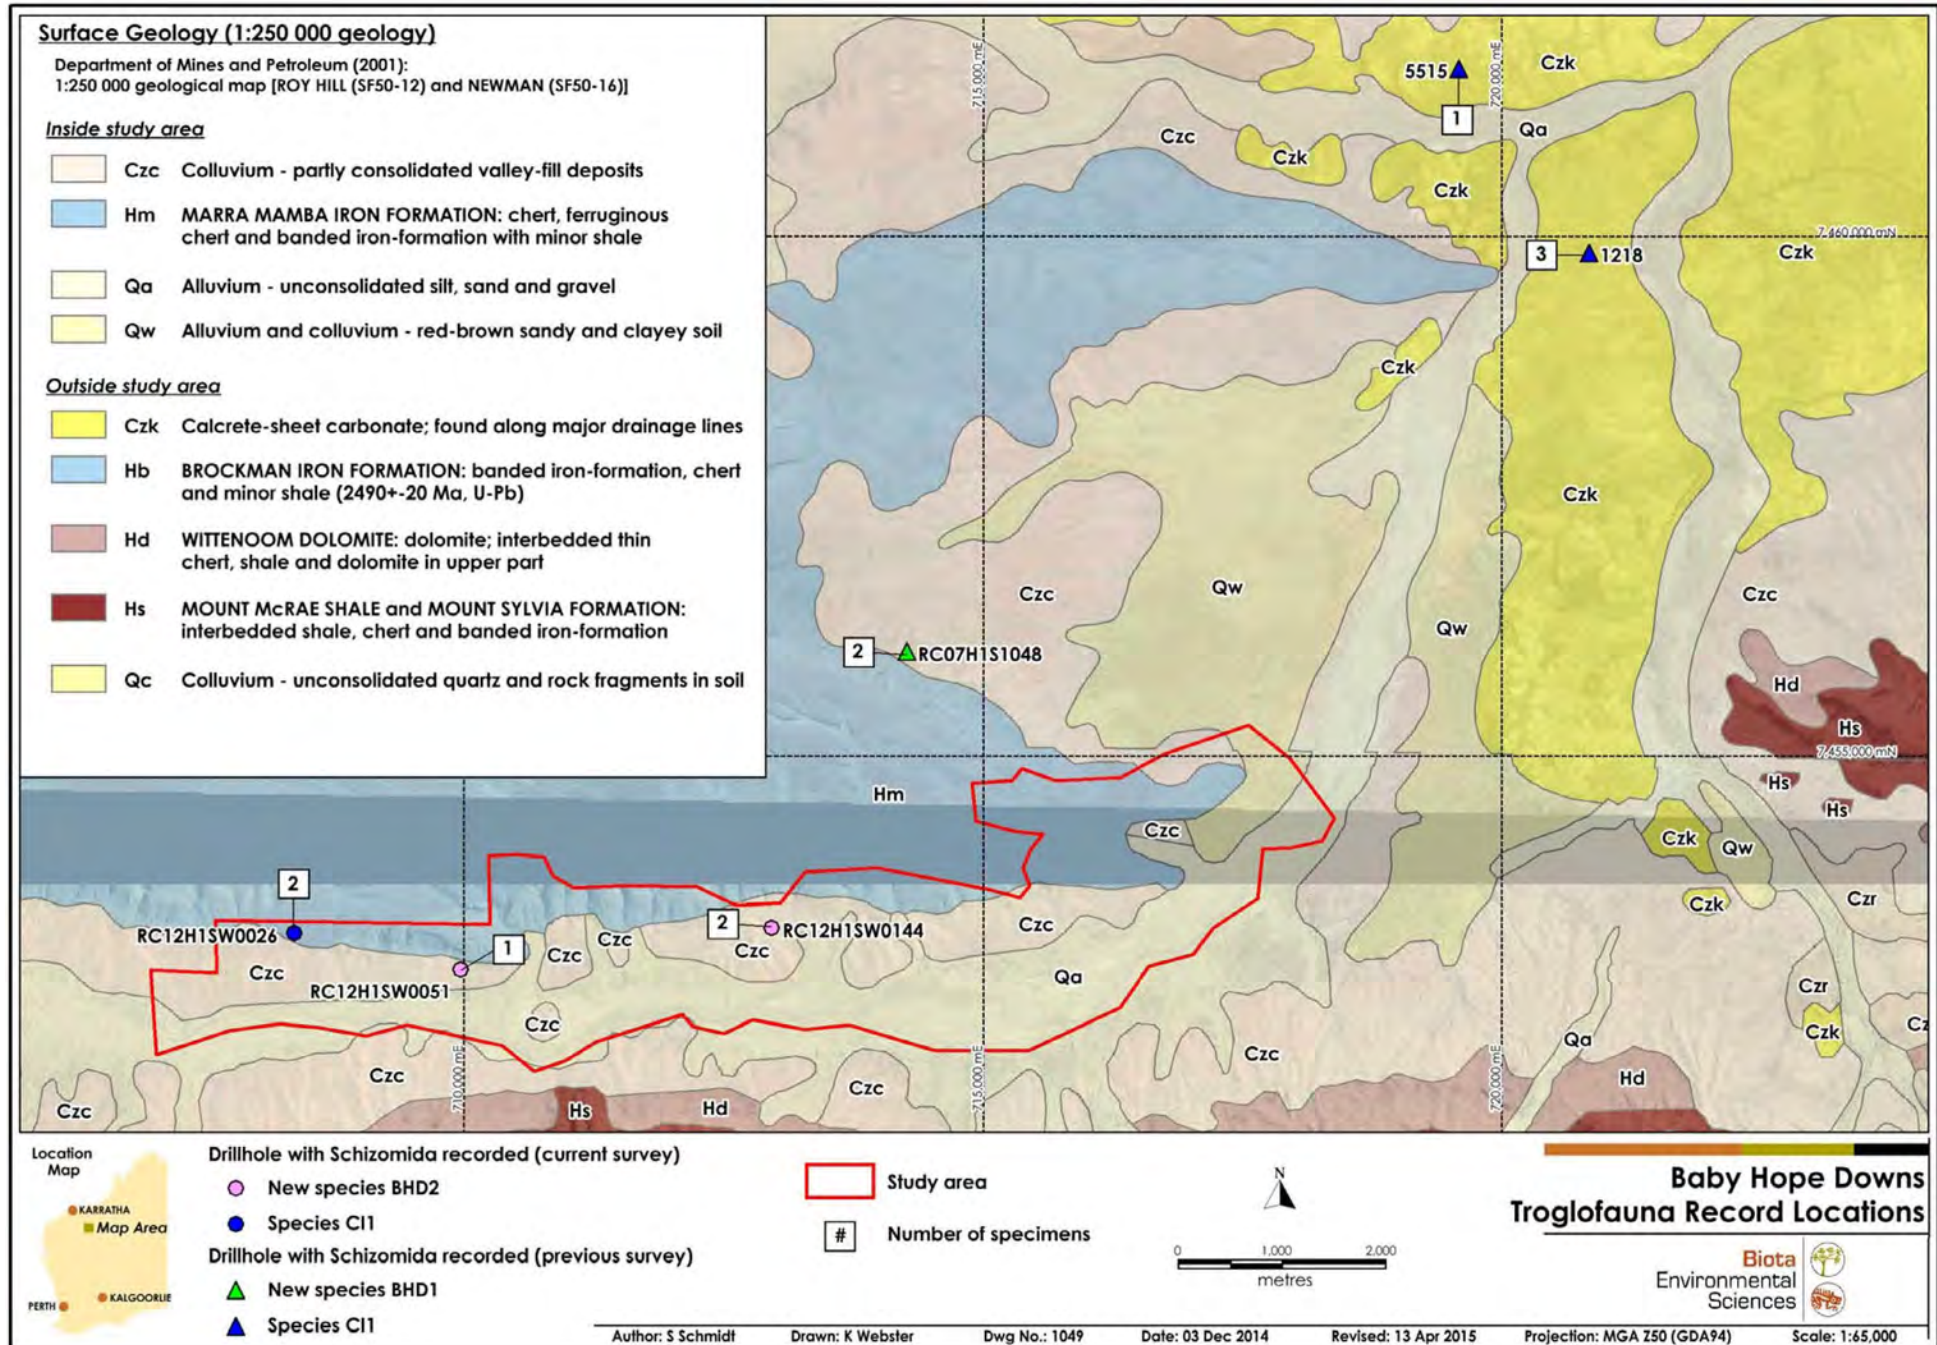 Surface Geology (1:250 000 geology)
Department of Mines and Petroleum (2001):
1:250 000 geological map [ROY HILL (SF50-12) and NEWMAN (SF50-16)]
Inside study area
Czc Colluvium - partly consolidated valley-fill deposits
Hm MARRA MAMBA IRON FORMATION: chert, ferruginous
chert and banded iron-formation with minor shale
Qa Alluvium - unconsolidated silt, sand and gravel
Qw Alluvium and colluvium - red-brown sandy and clayey soil
Outside study area
Czk Calcrete-sheet carbonate; found along major drainage lines
Hb BROCKMAN IRON FORMATION: banded iron-formation, chert
and minor shale (2490+-20 Ma, U-Pb)
Hd WITTENOOM DOLOMITE: dolomite; interbedded thin
chert, shale and dolomite in upper part
Hs MOUNT McRAE SHALE and MOUNT SYLVIA FORMATION:
interbedded shale, chert and banded iron-formation
Qc Colluvium - unconsolidated quartz and rock fragments in soil
715,000 mE
720,000 mE
5515
Czk
1
Qa
Czc
Czk
Czk
7,460,000 mN
3
1218
Czk
Czk
Czk
Czc
Qw
Czc
Qw
2
RC07H1S1048
Hd
Hs
7,455,000 mN
Hs
Hs
Hm
Czc
Czk
Qw
2
Czk
Czr
RC12H1SW0026
1
2
RC12H1SW0144
Czc
Czc
Czc
Czc
Czc
Qa
RC12H1SW0051
Czr
Czc
Czk
Cz
Qa
Czc
Czc
Czc
Czc
Hs
Hd
Hd
710,000 mE
715,000 mE
720,000 mE
Location
Map
KARRATHA
Map Area
PERTH
KALGOORLIE
Drillhole with Schizomida recorded (current survey)
New species BHD2
Species CI1
Drillhole with Schizomida recorded (previous survey)
New species BHD1
Species CI1
Study area
# Number of specimens
N
0 1,000 2,000
metres
Baby Hope Downs
Troglofauna Record Locations
Biota
Environmental
Sciences
Author: S Schmidt Drawn: K Webster Dwg No.: 1049 Date: 03 Dec 2014 Revised: 13 Apr 2015 Projection: MGA Z50 (GDA94) Scale: 1:65,000